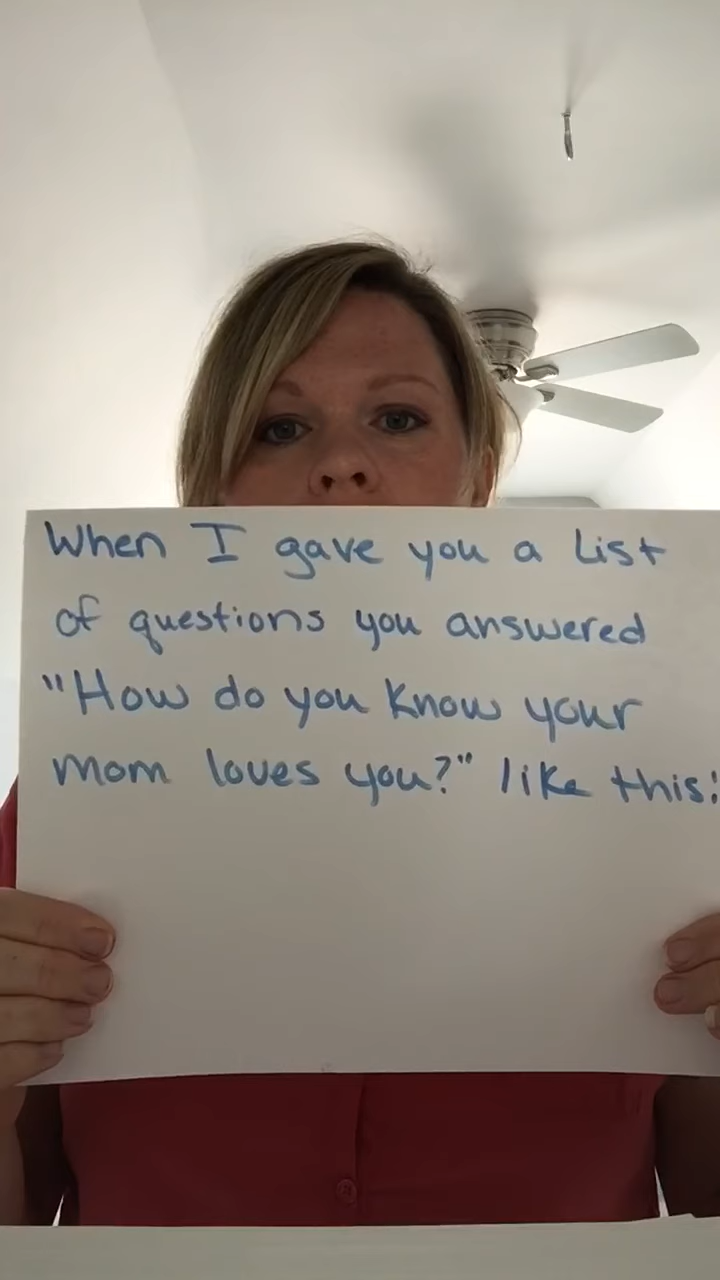 When I gave you a list
of questions you answered
"How do you know your
mom loves you?" like this: